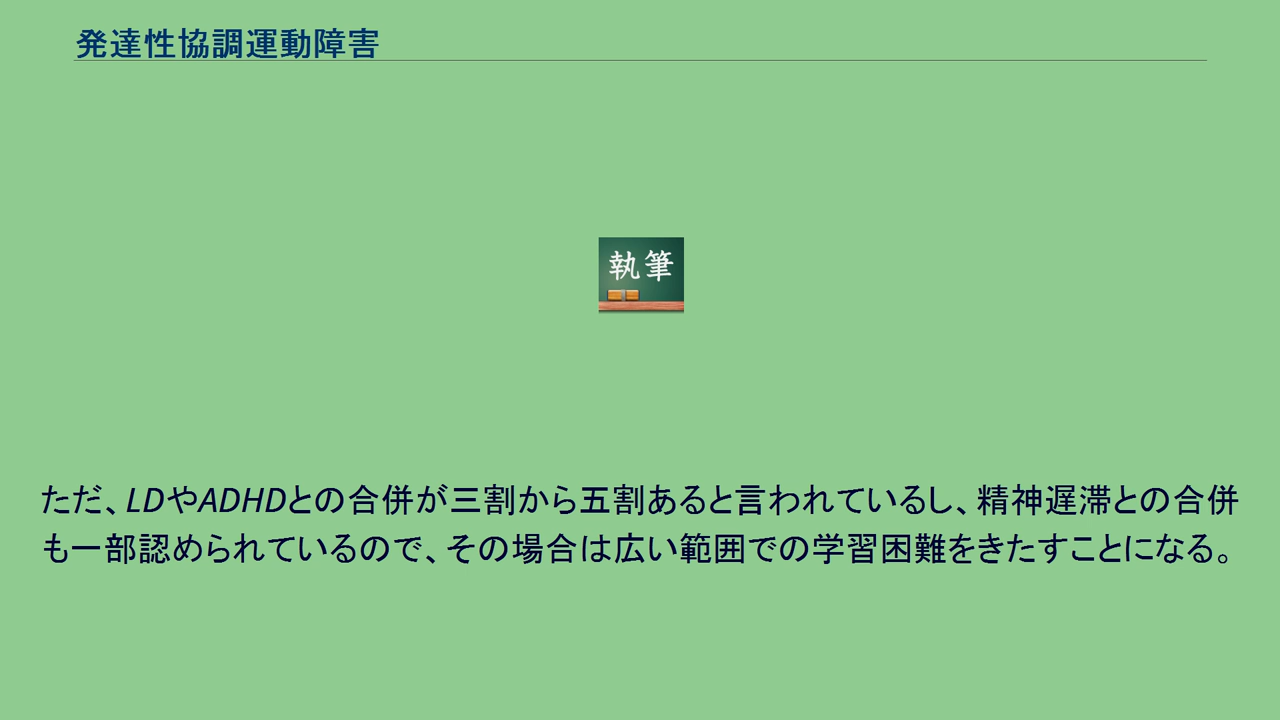 発達性協調運動障害
執筆
ただ、LDやADHDとの合併が三割から五割あると言われているし、精神遅滞との合併
も一部認められているので、その場合は広い範囲での学習困難をきたすことになる。